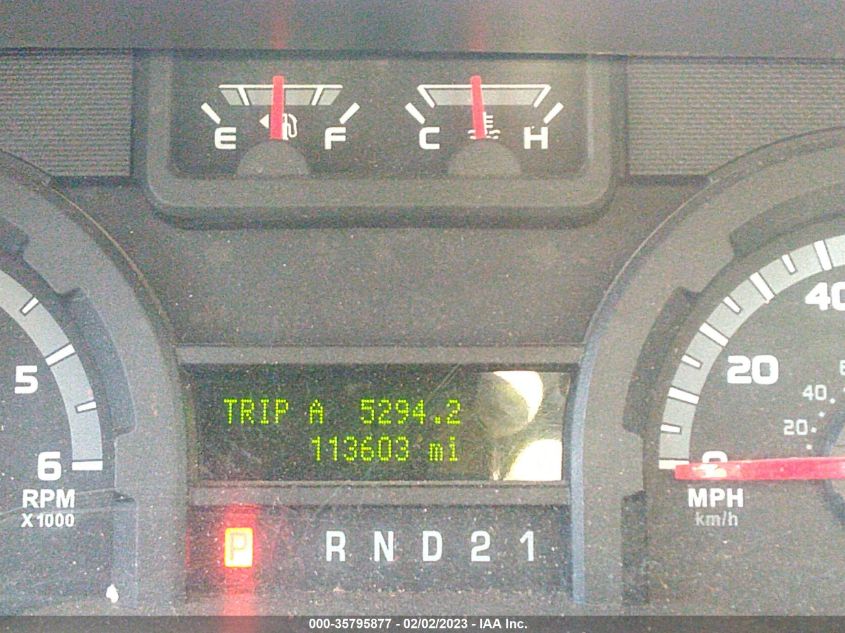 E F C H
TRIP A 5294.2
113603 mi
P R N D 2 1
5
6
RPM
X1000
40
20
0
40
20
MPH
km/h
000-35795877 - 02/02/2023 - IAA Inc.